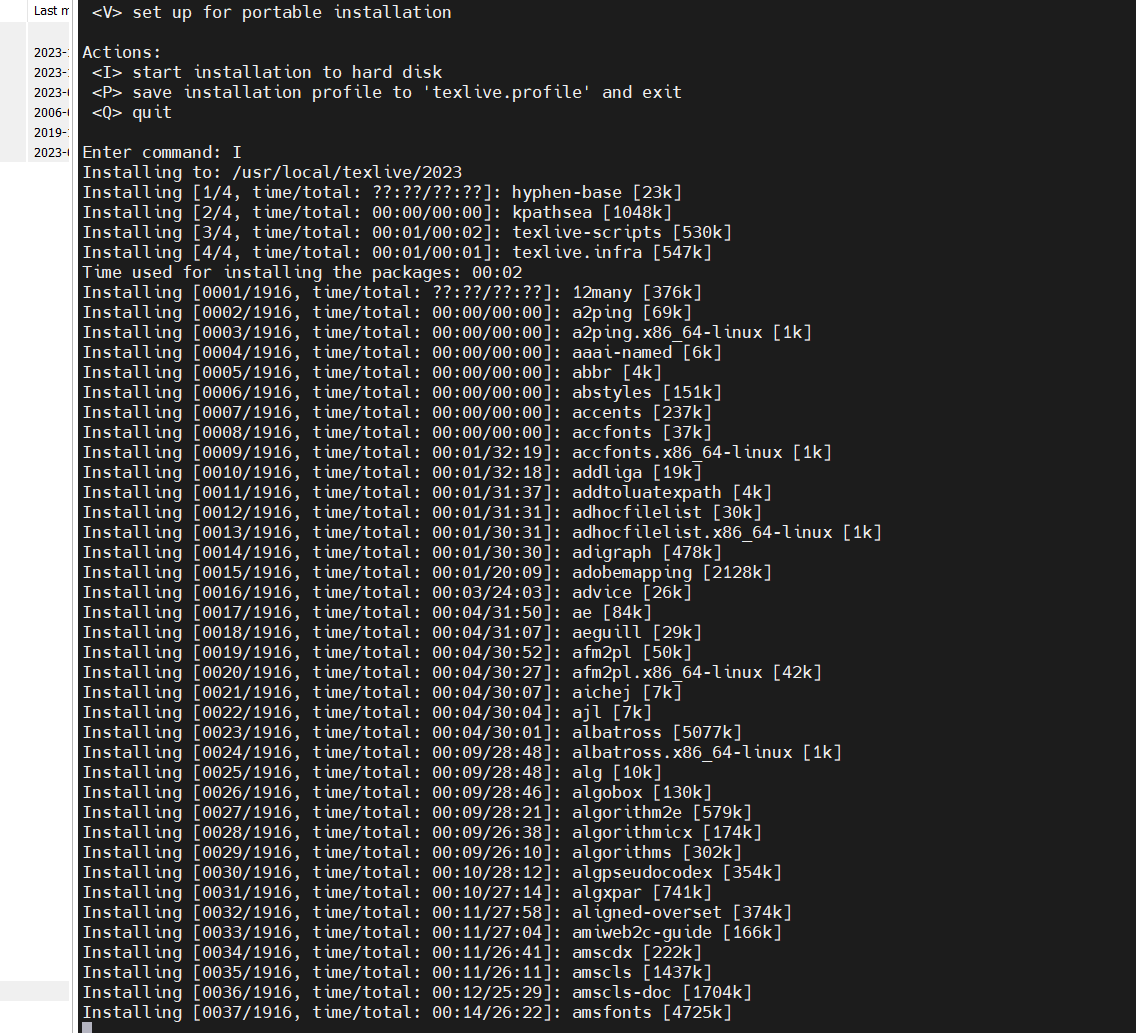 Last m
<V> set up for portable installation
2023-
Actions:
2023-
<I> start installation to hard disk
2023-
<P> save installation profile to 'texlive.profile' and exit
2006-
<Q> quit
2019-
2023-
Enter command: I
Installing to: /usr/local/texlive/2023
Installing [1/4, time/total: ??:??/??:??]: hyphen-base [23k]
Installing [2/4, time/total: 00:00/00:00]: kpathsea [1048k]
Installing [3/4, time/total: 00:01/00:02]: texlive-scripts [530k]
Installing [4/4, time/total: 00:01/00:01]: texlive.infra [547k]
Time used for installing the packages: 00:02
Installing [0001/1916, time/total: ??:??/??:??]: 12many [376k]
Installing [0002/1916, time/total: 00:00/00:00]: a2ping [69k]
Installing [0003/1916, time/total: 00:00/00:00]: a2ping.x86_64-linux [1k]
Installing [0004/1916, time/total: 00:00/00:00]: aaai-named [6k]
Installing [0005/1916, time/total: 00:00/00:00]: abbr [4k]
Installing [0006/1916, time/total: 00:00/00:00]: abstyles [151k]
Installing [0007/1916, time/total: 00:00/00:00]: accents [237k]
Installing [0008/1916, time/total: 00:00/00:00]: accfonts [37k]
Installing [0009/1916, time/total: 00:01/32:19]: accfonts.x86_64-linux [1k]
Installing [0010/1916, time/total: 00:01/32:18]: addliga [19k]
Installing [0011/1916, time/total: 00:01/31:37]: addtoluatexpath [4k]
Installing [0012/1916, time/total: 00:01/31:31]: adhocfilelist [30k]
Installing [0013/1916, time/total: 00:01/30:31]: adhocfilelist.x86_64-linux [1k]
Installing [0014/1916, time/total: 00:01/30:30]: adigraph [478k]
Installing [0015/1916, time/total: 00:01/20:09]: adobemapping [2128k]
Installing [0016/1916, time/total: 00:03/24:03]: advice [26k]
Installing [0017/1916, time/total: 00:04/31:50]: ae [84k]
Installing [0018/1916, time/total: 00:04/31:07]: aeguill [29k]
Installing [0019/1916, time/total: 00:04/30:52]: afm2pl [50k]
Installing [0020/1916, time/total: 00:04/30:27]: afm2pl.x86_64-linux [42k]
Installing [0021/1916, time/total: 00:04/30:07]: aichej [7k]
Installing [0022/1916, time/total: 00:04/30:04]: ajl [7k]
Installing [0023/1916, time/total: 00:04/30:01]: albatross [5077k]
Installing [0024/1916, time/total: 00:09/28:48]: albatross.x86_64-linux [1k]
Installing [0025/1916, time/total: 00:09/28:48]: alg [10k]
Installing [0026/1916, time/total: 00:09/28:46]: algobox [130k]
Installing [0027/1916, time/total: 00:09/28:21]: algorithm2e [579k]
Installing [0028/1916, time/total: 00:09/26:38]: algorithmicx [174k]
Installing [0029/1916, time/total: 00:09/26:10]: algorithms [302k]
Installing [0030/1916, time/total: 00:10/28:12]: algpseudocodex [354k]
Installing [0031/1916, time/total: 00:10/27:14]: algxpar [741k]
Installing [0032/1916, time/total: 00:11/27:58]: aligned-overset [374k]
Installing [0033/1916, time/total: 00:11/27:04]: amiweb2c-guide [166k]
Installing [0034/1916, time/total: 00:11/26:41]: amscdx [222k]
Installing [0035/1916, time/total: 00:11/26:11]: amscls [1437k]
Installing [0036/1916, time/total: 00:12/25:29]: amscls-doc [1704k]
Installing [0037/1916, time/total: 00:14/26:22]: amsfonts [4725k]